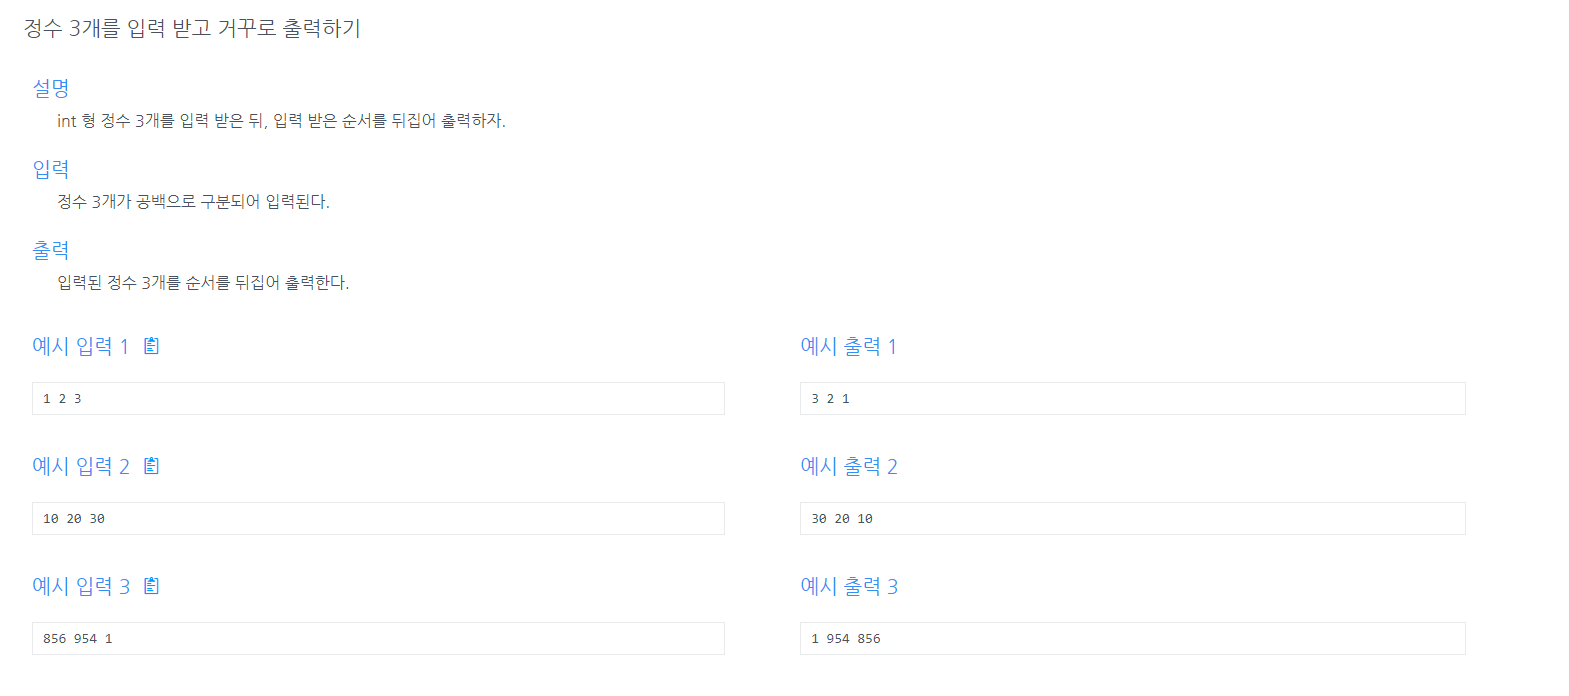 정수 3개를 입력 받고 거꾸로 출력하기
설명
int 형 정수 3개를 입력 받은 뒤, 입력 받은 순서를 뒤집어 출력하자.
입력
정수 3개가 공백으로 구분되어 입력된다.
출력
입력된 정수 3개를 순서를 뒤집어 출력한다.
예시 입력 1
1 2 3
예시 출력 1
3 2 1
예시 입력 2
10 20 30
예시 출력 2
30 20 10
예시 입력 3
856 954 1
예시 출력 3
1 954 856